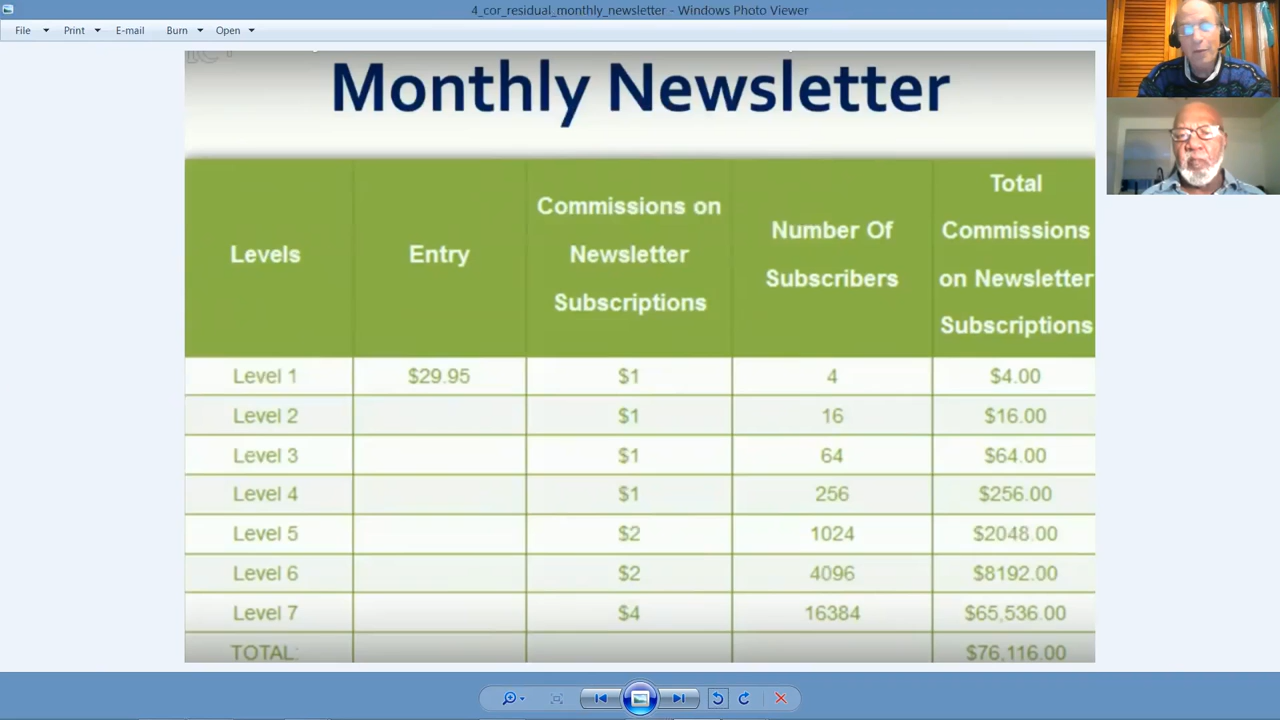 4_cor_residual_monthly_newsletter - Windows Photo Viewer
File Print E-mail Burn Open
Monthly Newsletter
Levels Entry Commissions on Newsletter Subscriptions Number Of Subscribers Total Commissions on Newsletter Subscriptions
Level 1 $29.95 $1 4 $4.00
Level 2 $1 16 $16.00
Level 3 $1 64 $64.00
Level 4 $1 256 $256.00
Level 5 $2 1024 $2048.00
Level 6 $2 4096 $8192.00
Level 7 $4 16384 $65,536.00
TOTAL: $76,116.00